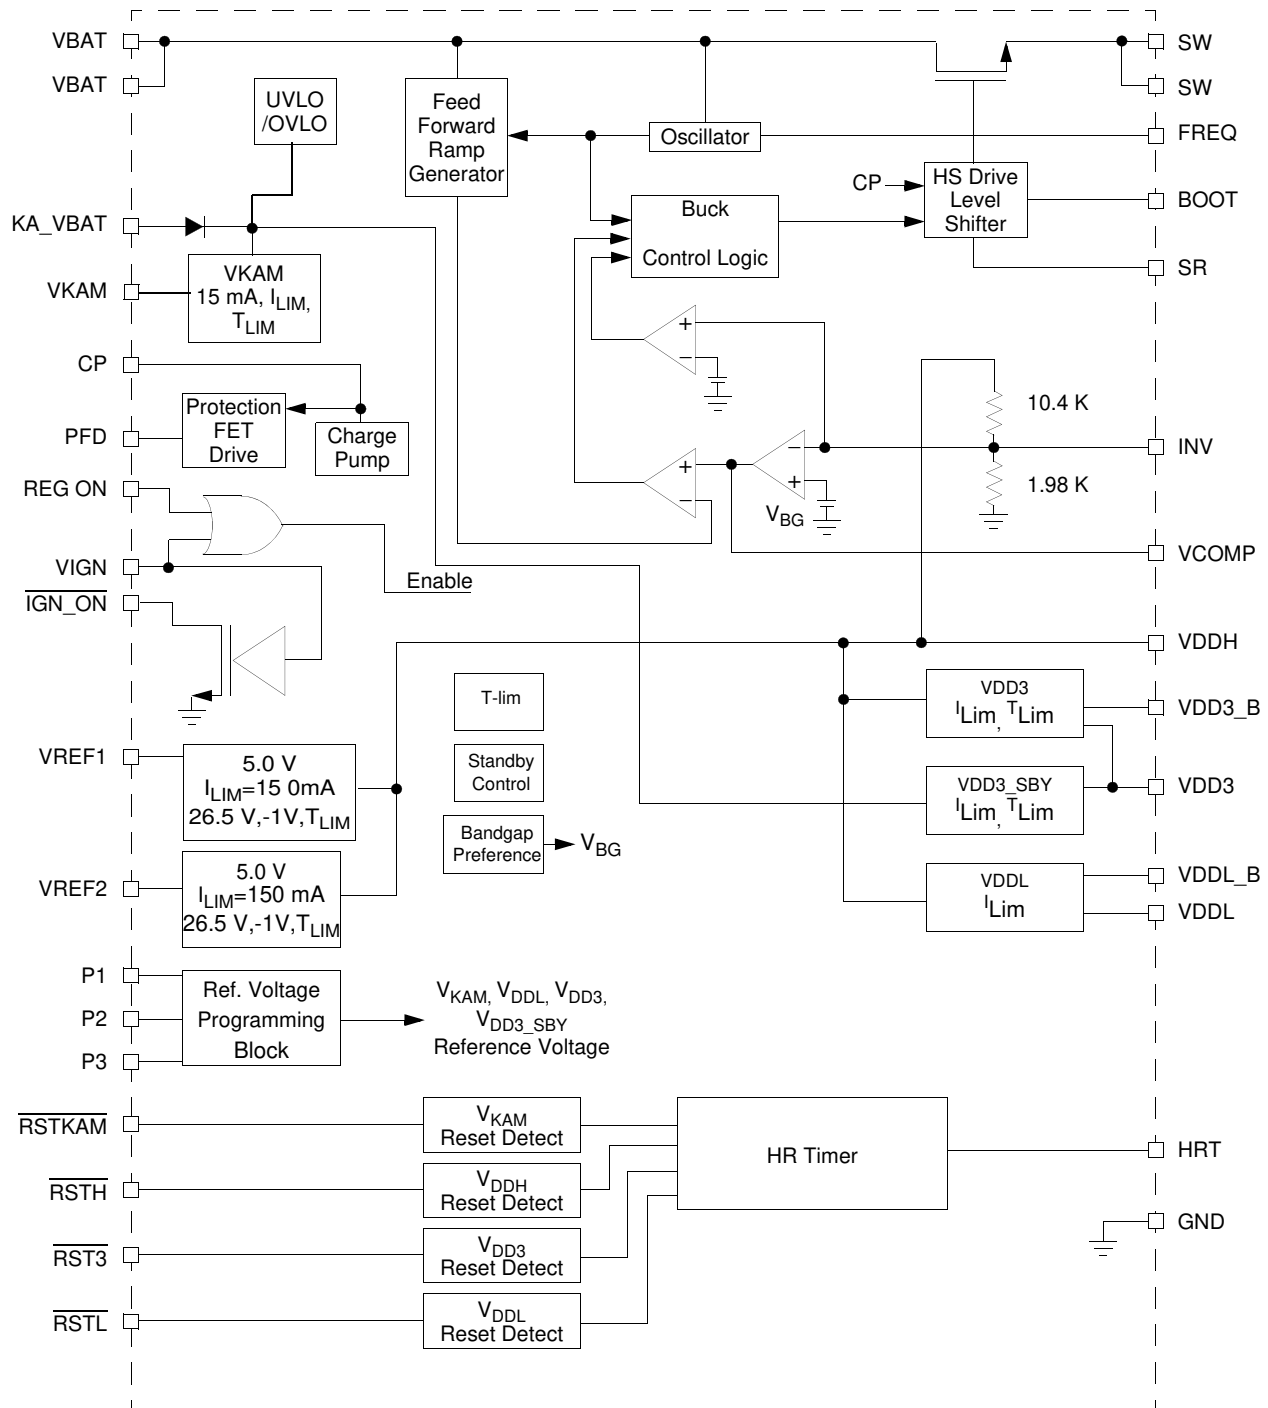 VBAT
SW
VBAT
SW
UVLO
/OVLO
Feed
Forward
Ramp
Generator
Oscillator
FREQ
CP
HS Drive
Level
Shifter
BOOT
Buck
Control Logic
KA_VBAT
SR
VKAM
VKAM
15 mA, ILIM,
TLIM
+
−
CP
Protection
FET
Drive
Charge
Pump
PFD
10.4 K
INV
1.98 K
−
+
VBG
+
−
REG ON
VIGN
VCOMP
Enable
IGN_ON
VDDH
T-lim
VDD3
ILim, TLim
VDD3_B
VREF1
5.0 V
ILIM=15 0mA
26.5 V,-1V,TLIM
Standby
Control
VDD3_SBY
ILim, TLim
VDD3
Bandgap
Preference
VBG
VREF2
5.0 V
ILIM=150 mA
26.5 V,-1V,TLIM
VDDL
ILim
VDDL_B
VDDL
P1
P2
P3
Ref. Voltage
Programming
Block
VKAM, VDDL, VDD3,
VDD3_SBY
Reference Voltage
RSTKAM
VKAM
Reset Detect
HR Timer
HRT
RSTH
VDDH
Reset Detect
GND
RST3
VDD3
Reset Detect
RSTL
VDDL
Reset Detect